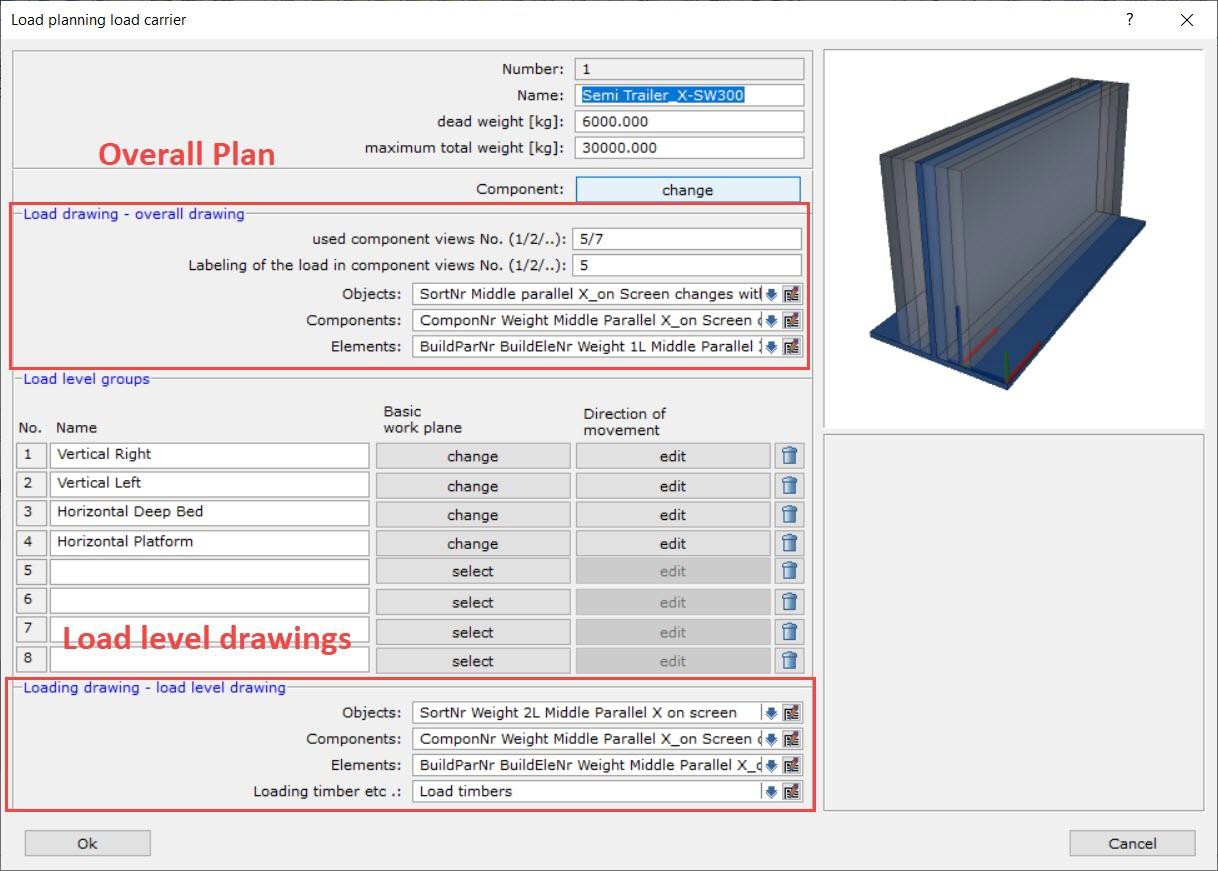 Load planning load carrier
?
Number: 1
Name: Semi Trailer_X-SW300
dead weight [kg]: 6000.000
Overall Plan
maximum total weight [kg]: 30000.000
Component: change
Load drawing - overall drawing
used component views No. (1/2/..): 5/7
Labeling of the load in component views No. (1/2/..): 5
Objects: SortNr Middle parallel X_on Screen changes with
Components: ComponNr Weight Middle Parallel X_on Screen
Elements: BuildParNr BuildEleNr Weight 1L Middle Parallel
Load level groups
No. Name Basic work plane Direction of movement
1 Vertical Right change edit
2 Vertical Left change edit
3 Horizontal Deep Bed change edit
4 Horizontal Platform change edit
5 select edit
6 select edit
7 select edit
Load level drawings
8 select edit
Loading drawing - load level drawing
Objects: SortNr Weight 2L Middle Parallel X on screen
Components: ComponNr Weight Middle Parallel X_on Screen
Elements: BuildParNr BuildEleNr Weight Middle Parallel X_
Loading timber etc .: Load timbers
Ok Cancel